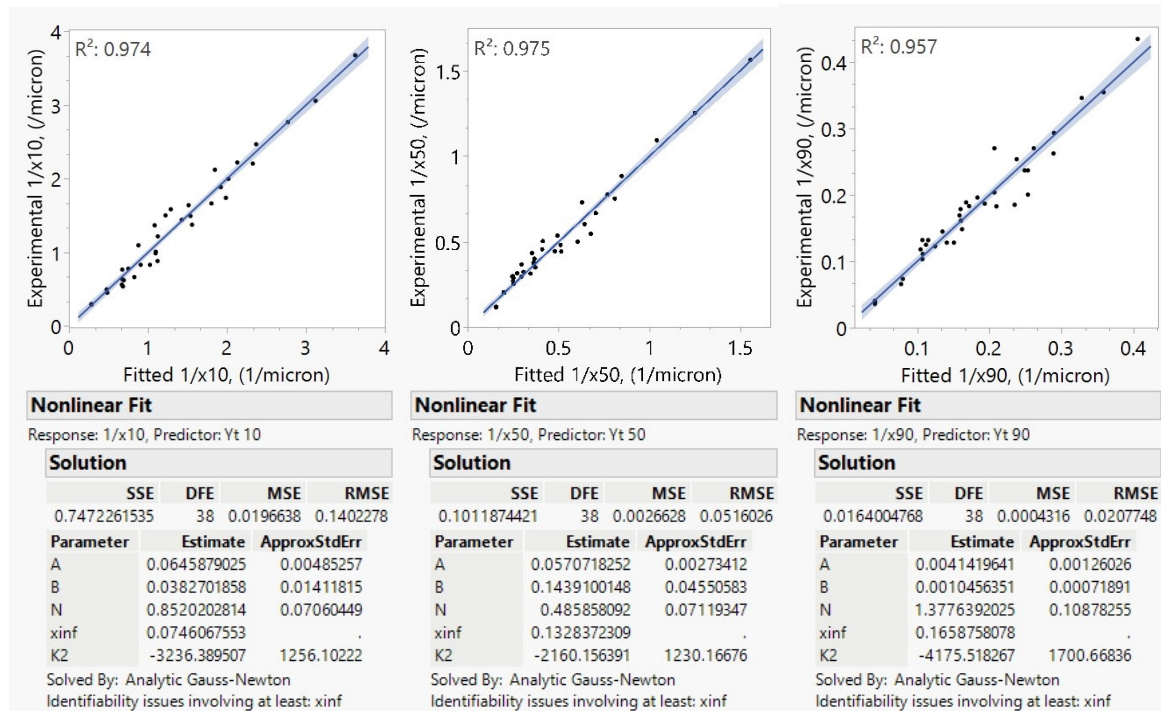 R²: 0.974
Experimental 1/x10, (/micron)
4
3
2
1
0
0 1 2 3 4
Fitted 1/x10, (1/micron)
R²: 0.975
Experimental 1/x50, (/micron)
1.5
1
0.5
0
0 0.5 1 1.5
Fitted 1/x50, (1/micron)
R²: 0.957
Experimental 1/x90, (/micron)
0.4
0.3
0.2
0.1
0
0.1 0.2 0.3 0.4
Fitted 1/x90, (1/micron)
Nonlinear Fit
Response: 1/x10, Predictor: Yt 10
Solution
SSE DFE MSE RMSE
0.7472261535 38 0.0196638 0.1402278
Parameter Estimate ApproxStdErr
A 0.0645879025 0.00485257
B 0.0382701858 0.01411815
N 0.8520202814 0.07060449
xinf 0.0746067553 .
K2 -3236.389507 1256.10222
Solved By: Analytic Gauss-Newton
Identifiability issues involving at least: xinf
Nonlinear Fit
Response: 1/x50, Predictor: Yt 50
Solution
SSE DFE MSE RMSE
0.1011874421 38 0.0026628 0.0516026
Parameter Estimate ApproxStdErr
A 0.0570718252 0.00273412
B 0.1439100148 0.04550583
N 0.485858092 0.07119347
xinf 0.1328372309 .
K2 -2160.156391 1230.16676
Solved By: Analytic Gauss-Newton
Identifiability issues involving at least: xinf
Nonlinear Fit
Response: 1/x90, Predictor: Yt 90
Solution
SSE DFE MSE RMSE
0.0164004768 38 0.0004316 0.0207748
Parameter Estimate ApproxStdErr
A 0.0041419641 0.00126026
B 0.0010456351 0.00071891
N 1.3776392025 0.10878255
xinf 0.1658758078 .
K2 -4175.518267 1700.66836
Solved By: Analytic Gauss-Newton
Identifiability issues involving at least: xinf